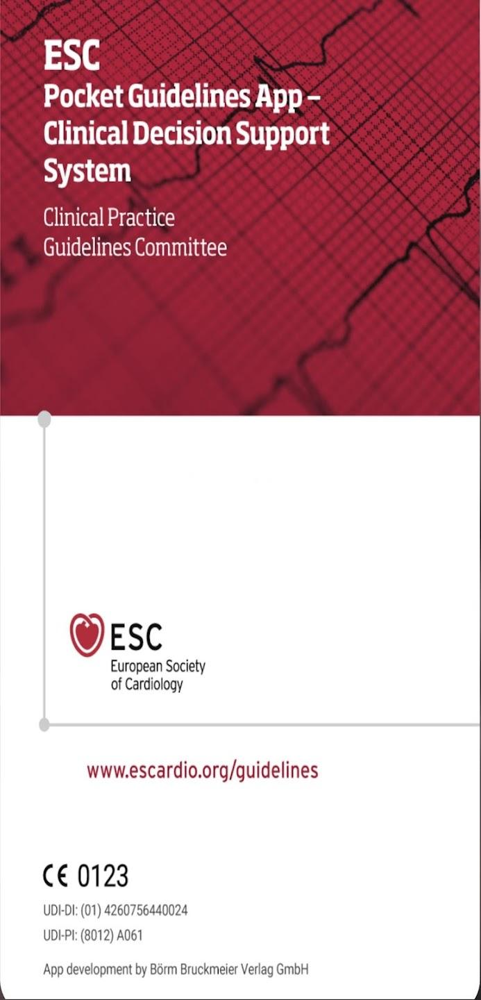 ESC
Pocket Guidelines App –
Clinical Decision Support
System
Clinical Practice
Guidelines Committee
ESC
European Society
of Cardiology
www.escardio.org/guidelines
CE 0123
UDI-DI: (01) 4260756440024
UDI-PI: (8012) A061
App development by Börm Bruckmeier Verlag GmbH